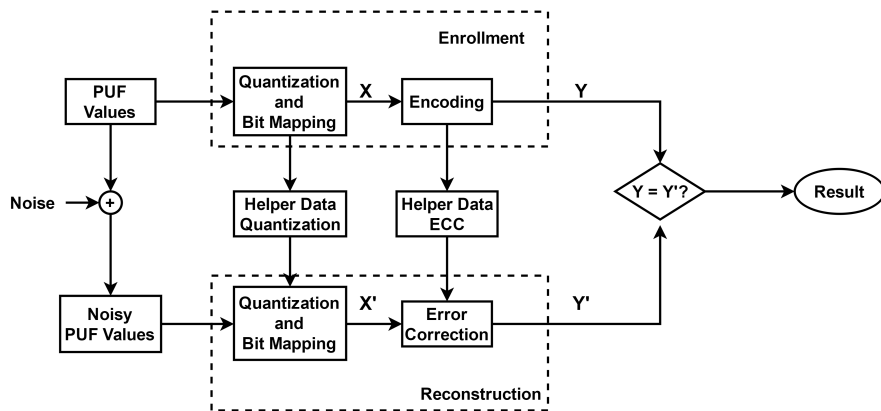 Enrollment
PUF
Values
Quantization
and
Bit Mapping
X
Encoding
Y
Noise
+
Helper Data
Quantization
Helper Data
ECC
Y = Y'?
Result
Noisy
PUF Values
Quantization
and
Bit Mapping
X'
Error
Correction
Y'
Reconstruction